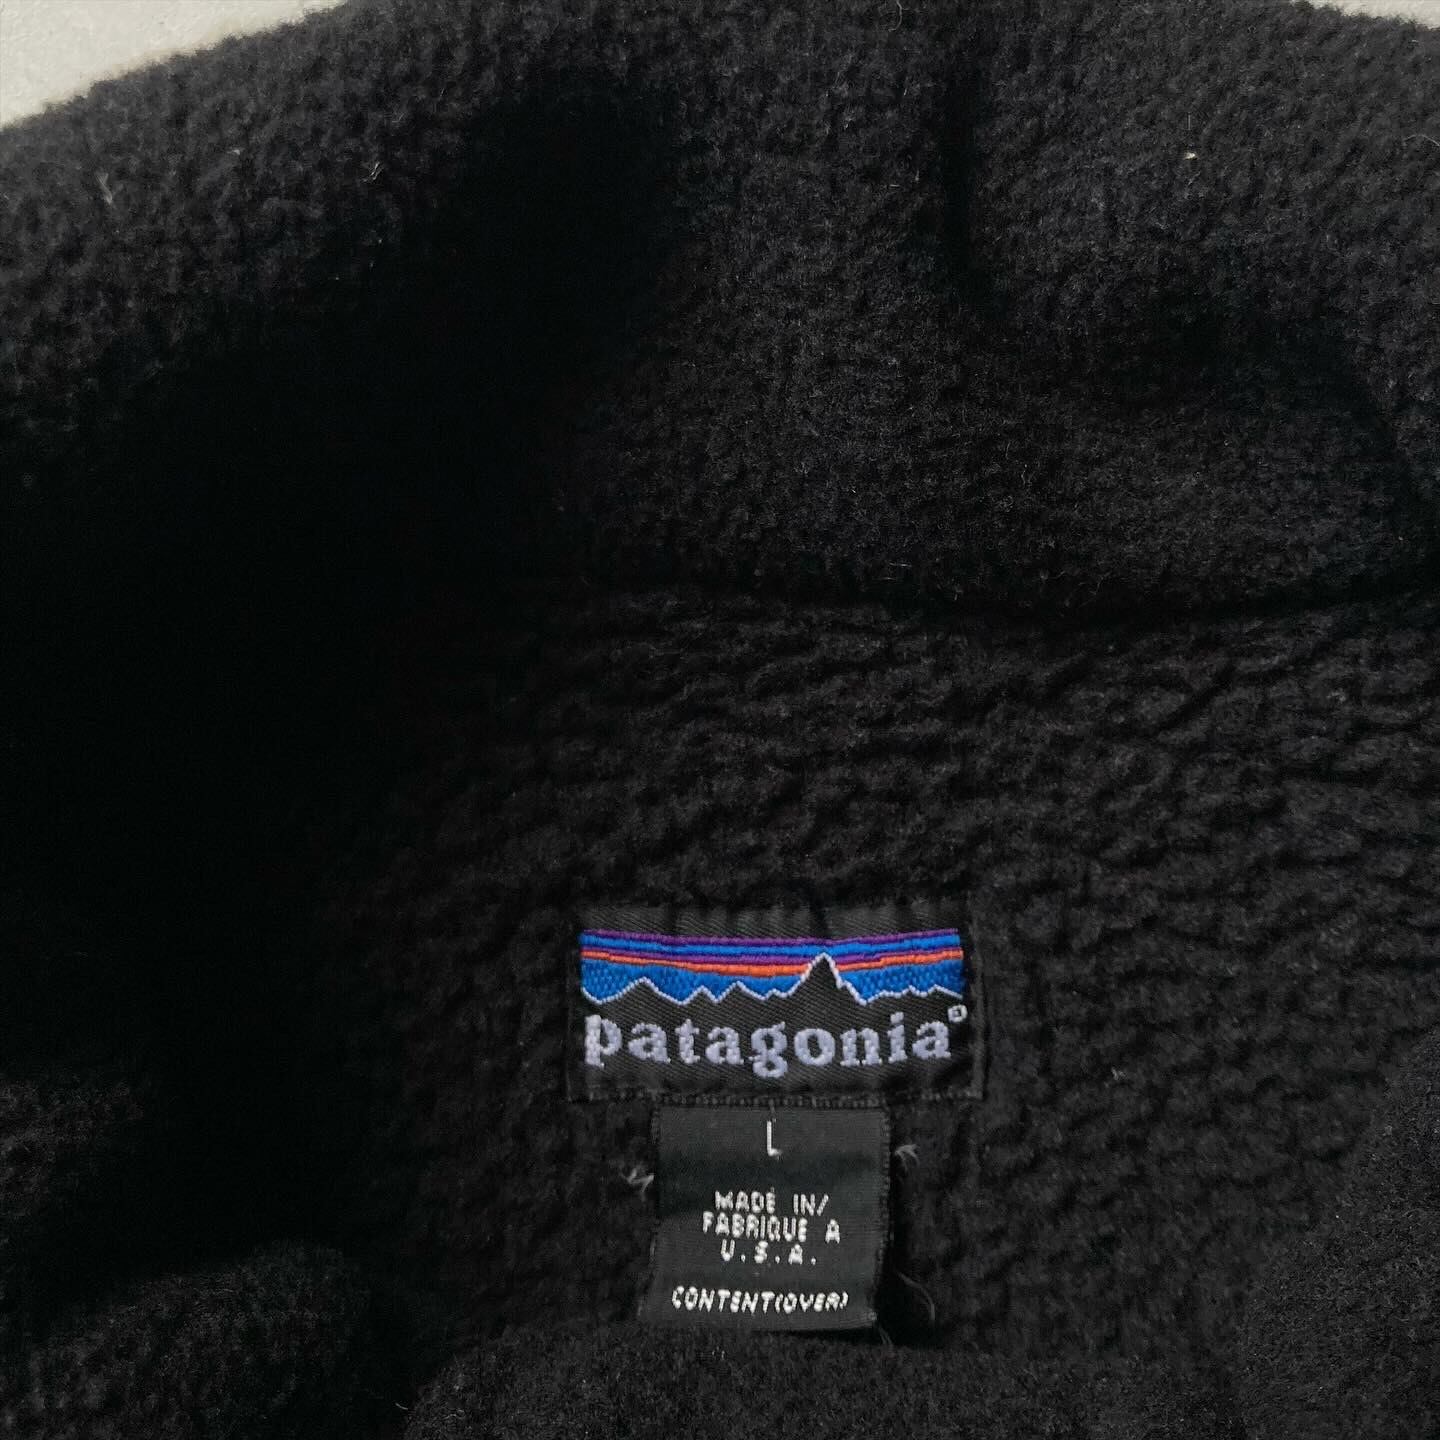 patagonia®
L
MADE IN/
FABRIQUE A
U.S.A.
CONTENT(OVER)